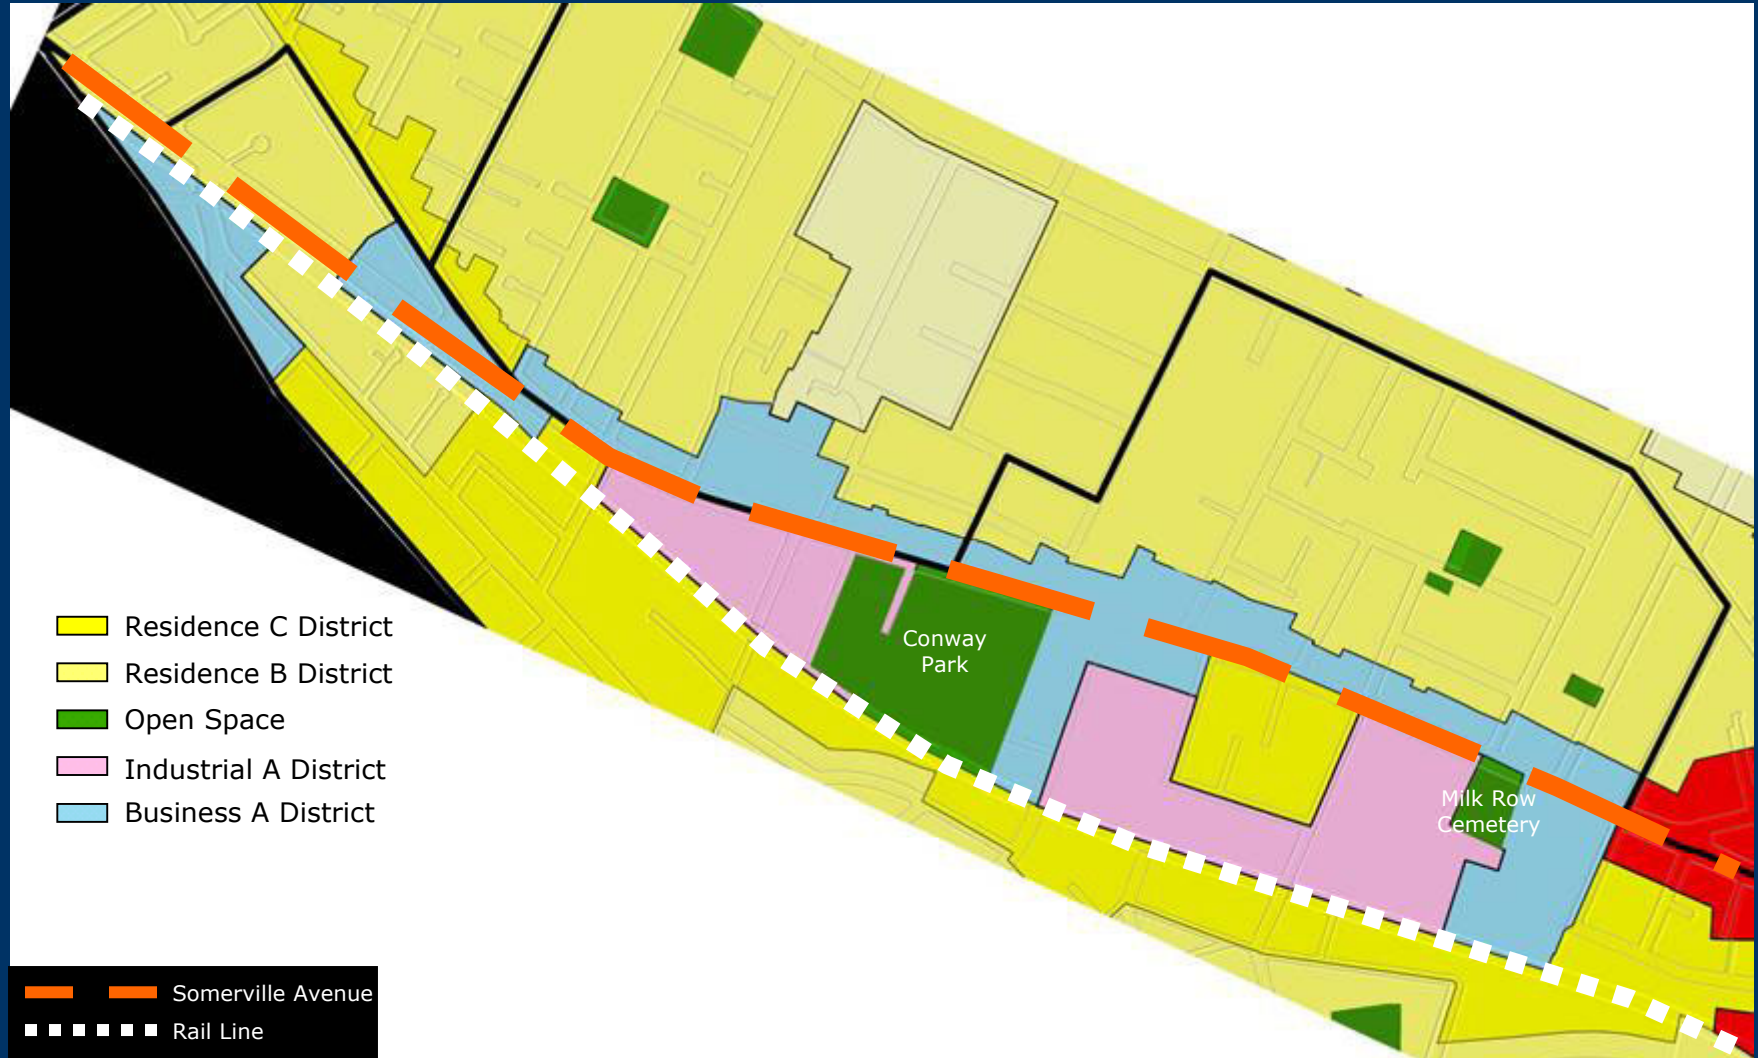 Conway
Park
Residence C District
Residence B District
Open Space
Industrial A District
Business A District
Milk Row
Cemetery
Somerville Avenue
Rail Line